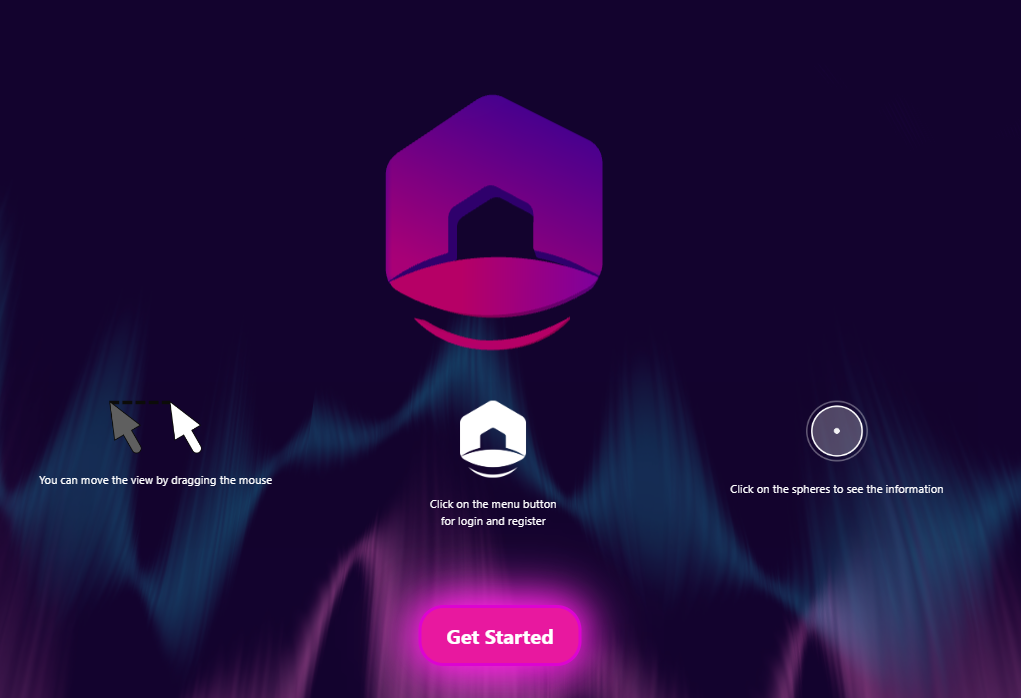 You can move the view by dragging the mouse
Click on the menu button
for login and register
Click on the spheres to see the information
Get Started